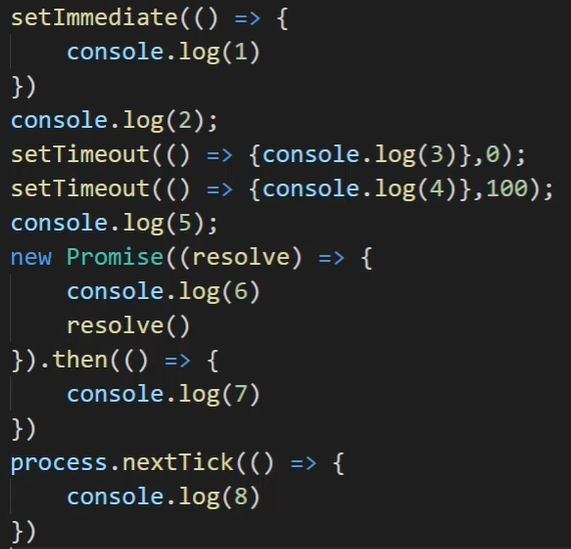 setImmediate(() => {
    console.log(1)
})
console.log(2);
setTimeout(() => {console.log(3)},0);
setTimeout(() => {console.log(4)},100);
console.log(5);
new Promise((resolve) => {
    console.log(6)
    resolve()
}).then(() => {
    console.log(7)
})
process.nextTick(() => {
    console.log(8)
})